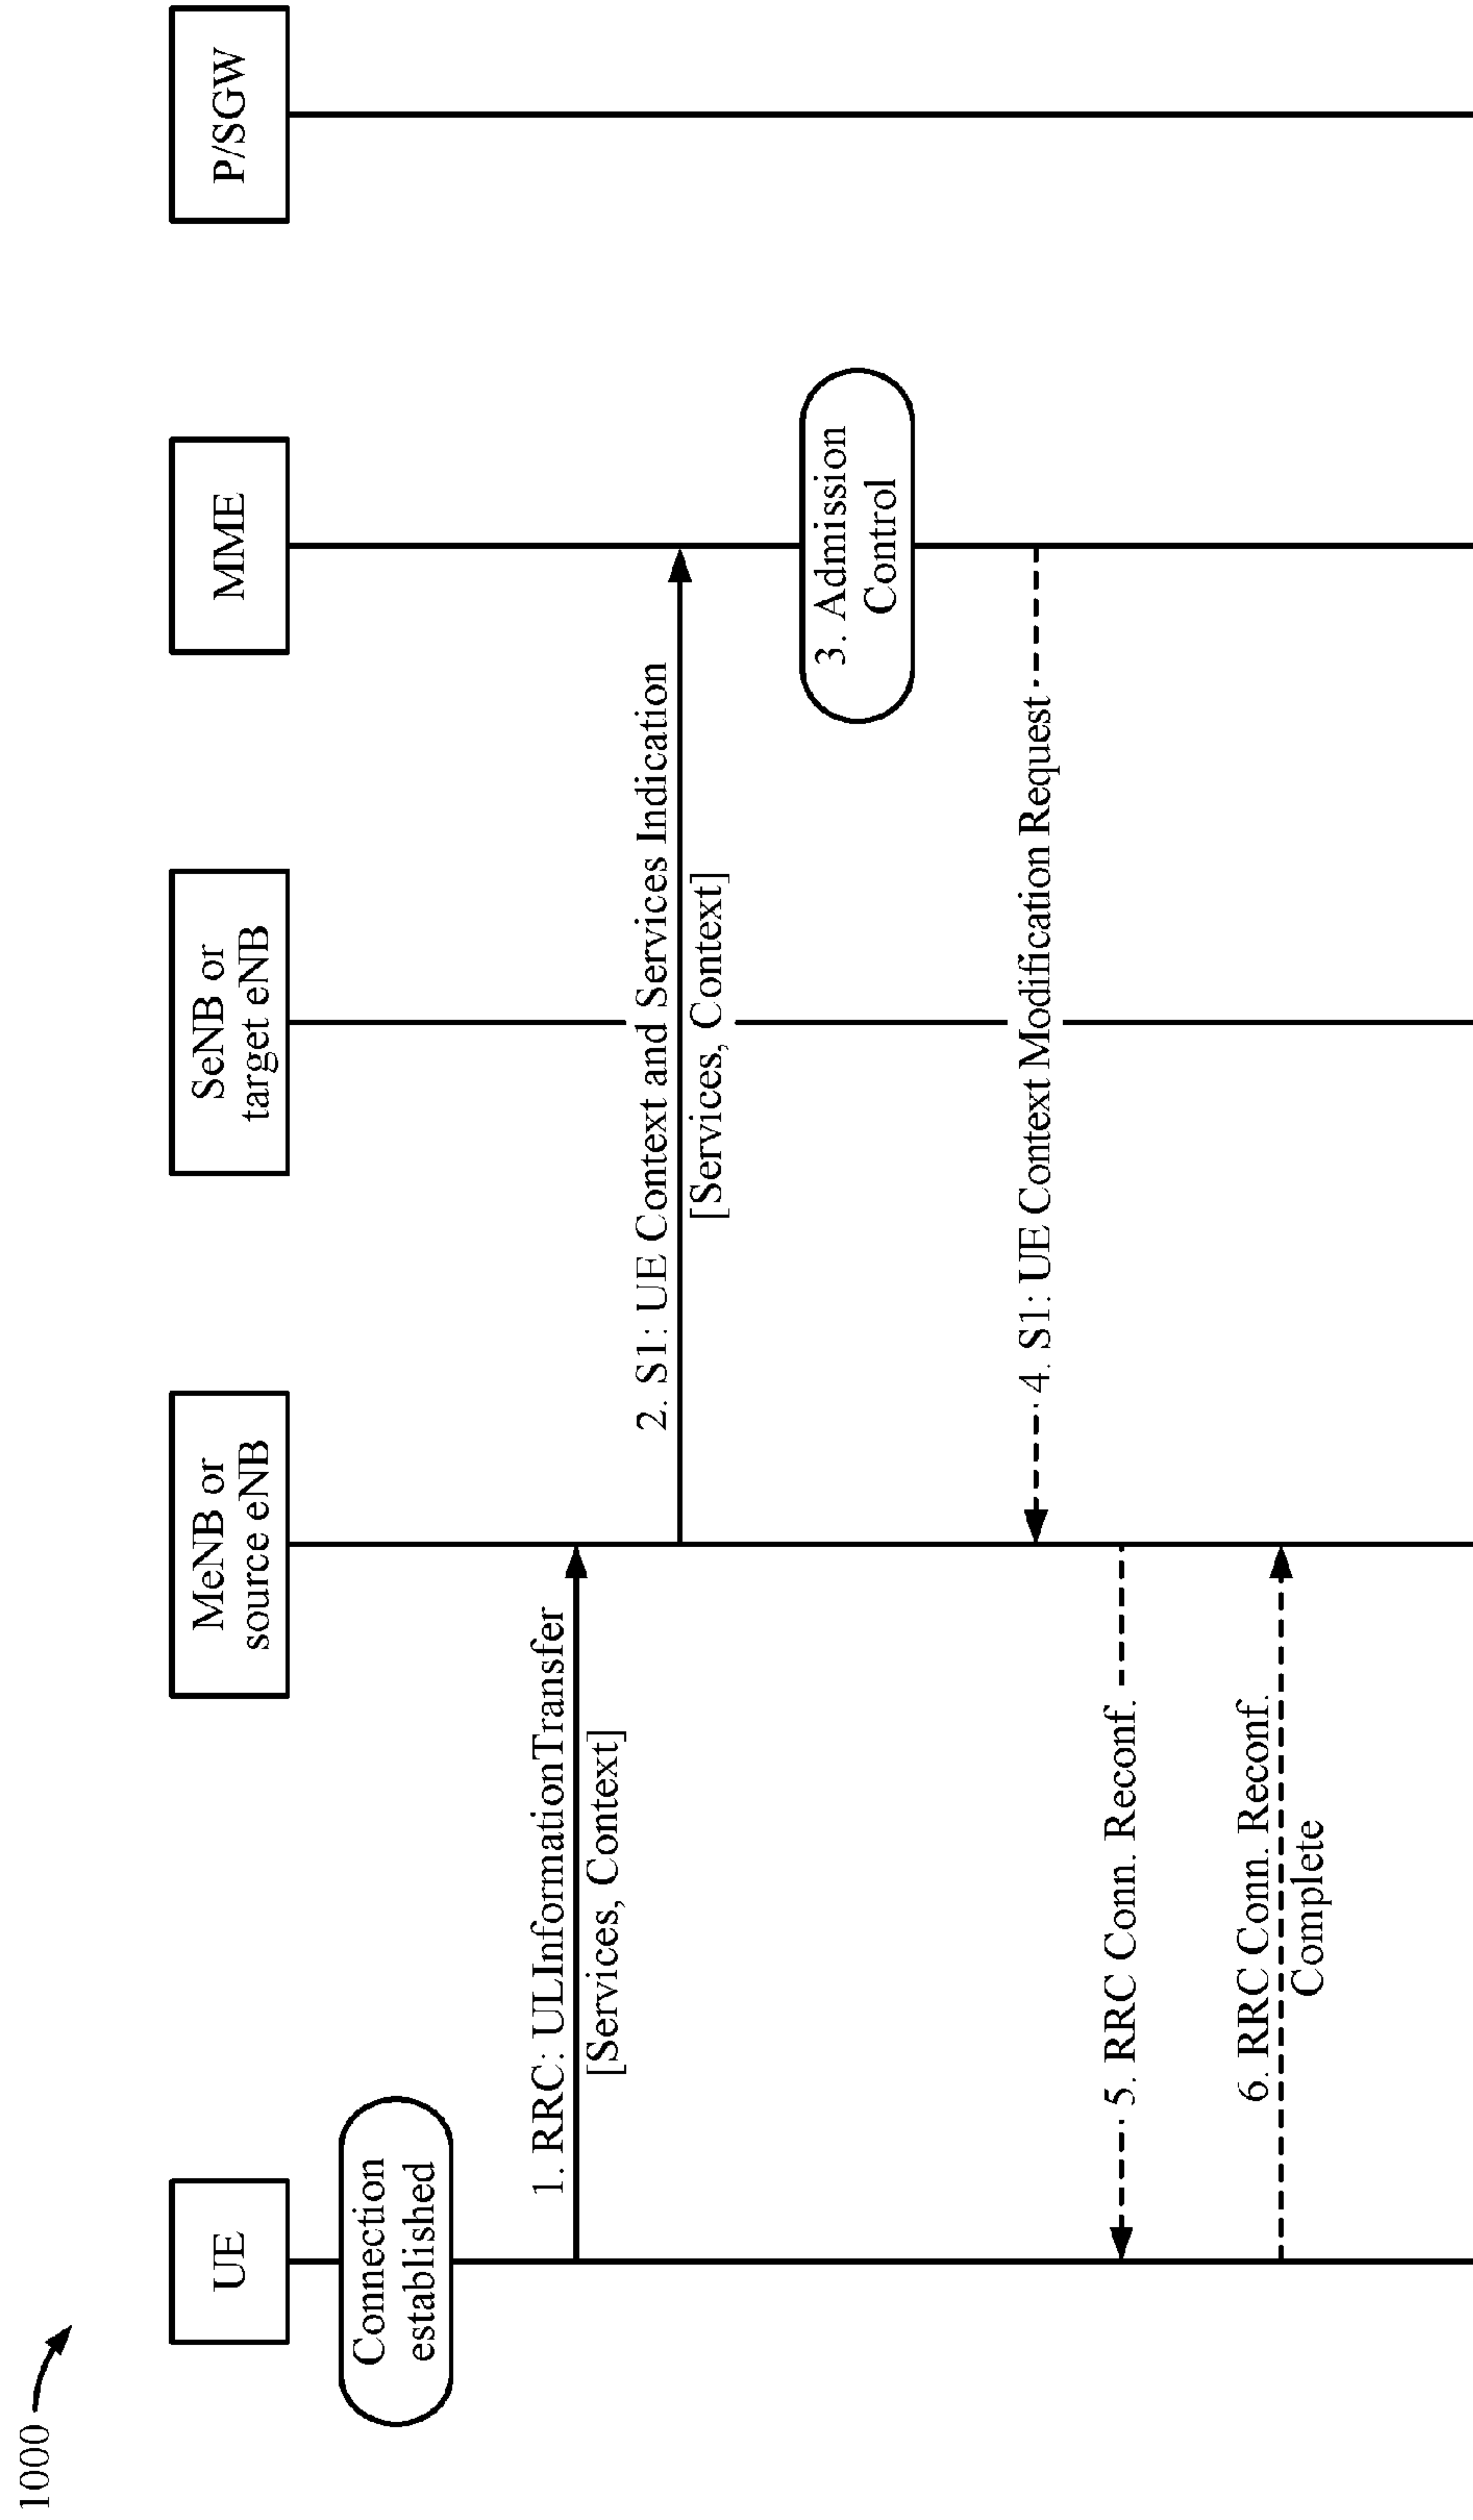 1000
UE
MeNB or
source eNB
SeNB or
target eNB
MME
P/SGW
Connection
established
1. RRC: ULInformationTransfer
[Services, Context]
2. S1: UE Context and Services Indication
[Services, Context]
3. Admission
Control
4. S1: UE Context Modification Request
5. RRC Conn. Reconf.
6. RRC Conn. Reconf.
Complete